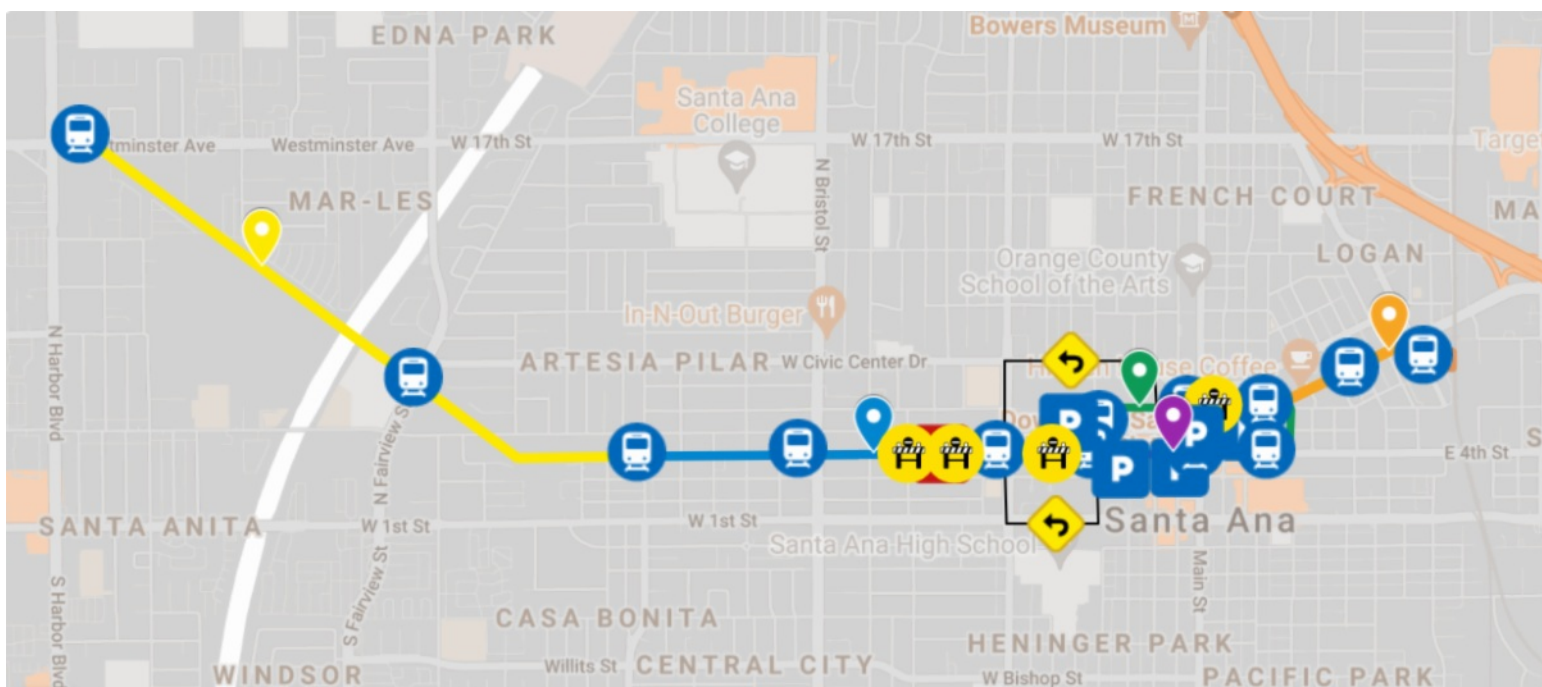 EDNA PARK
Bowers Museum
Santa Ana
College
tminster Ave
Westminster Ave
W 17th St
W 17th St
W 17th St
Target
MAR-LES
N Bristol St
FRENCH COURT
MA
LOGAN
Orange County
School of the Arts
In-N-Out Burger
N Harbor Blvd
ARTESIA PILAR
W Civic Center Dr
use Coffee
Dow
Sa
P
P
P
P
N Fairview S
E 4th St
S
SANTA ANITA
W 1st St
W 1st St
Santa Ana
Santa Ana High School
S Harbor Blvd
S Fairview St
Main St
CASA BONITA
HENINGER PARK
WINDSOR
Willits St
CENTRAL CITY
W Bishop St
PACIFIC PARK